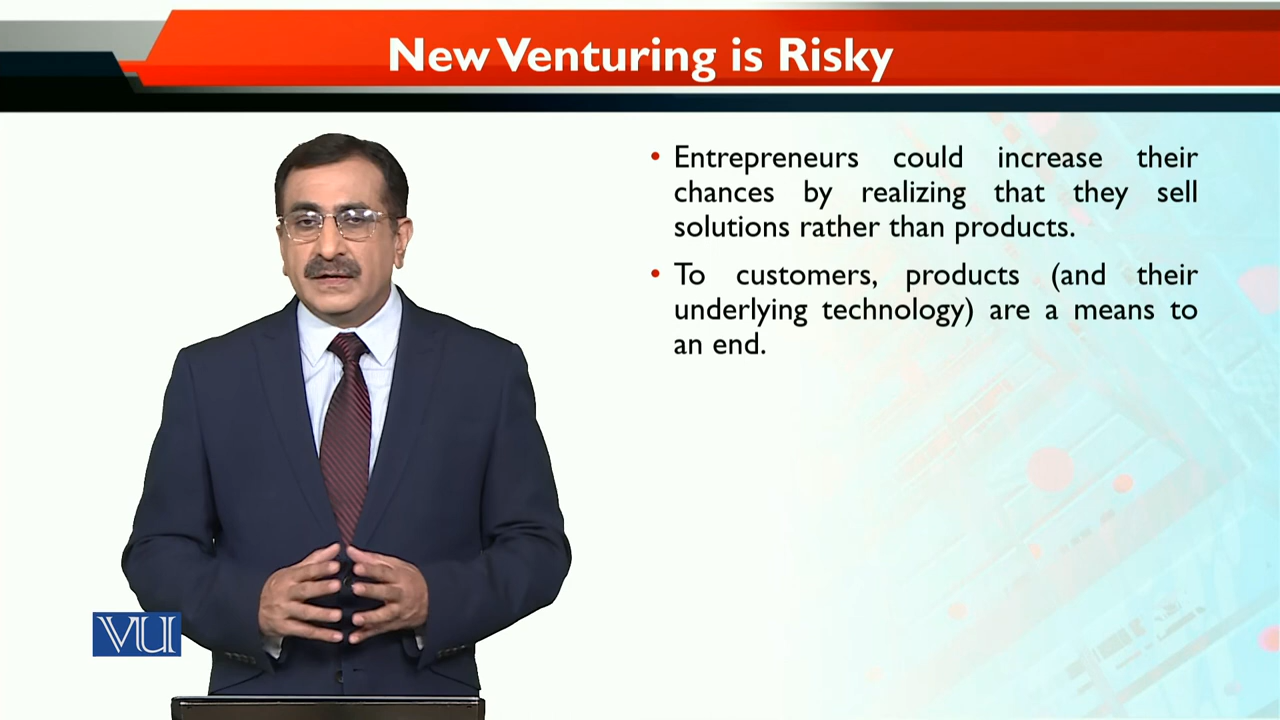 New Venturing is Risky
• Entrepreneurs could increase their
chances by realizing that they sell
solutions rather than products.
• To customers, products (and their
underlying technology) are a means to
an end.
VU